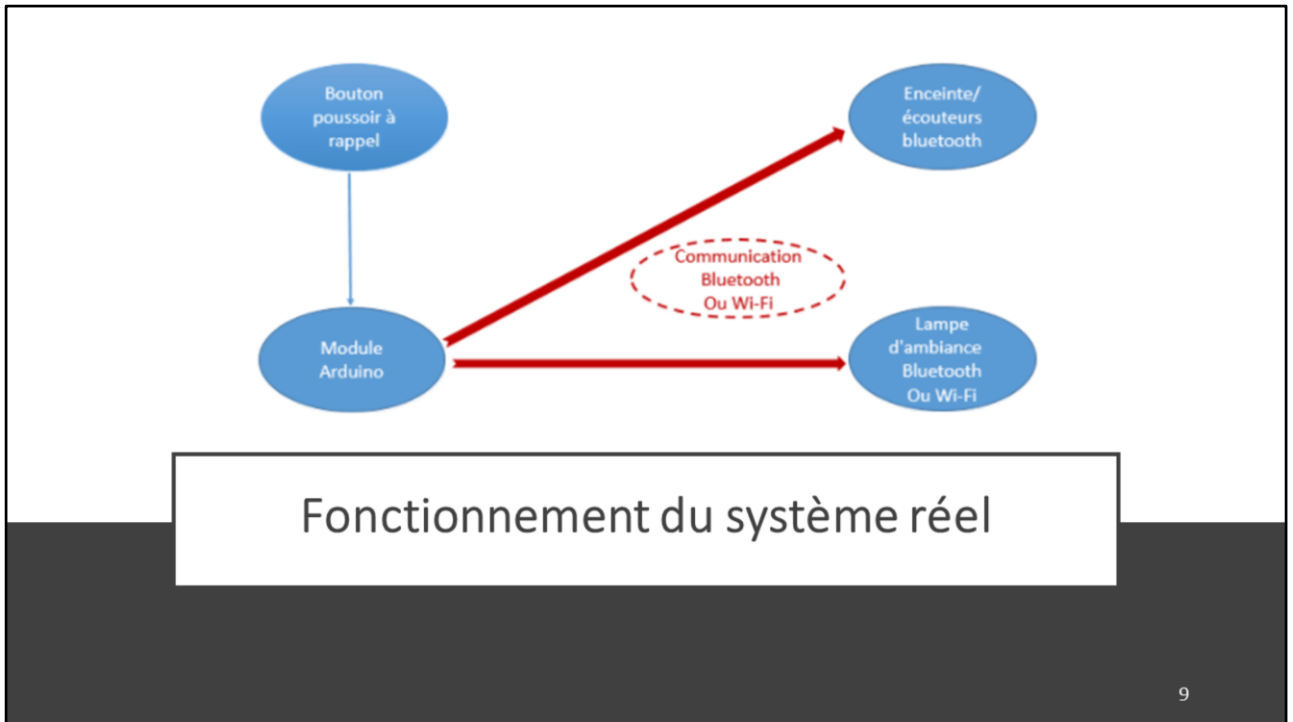 Bouton
poussoir à
rappel
Enceinte/
écouteurs
bluetooth
Communication
Bluetooth
Ou Wi-Fi
Module
Arduino
Lampe
d'ambiance
Bluetooth
Ou Wi-Fi
Fonctionnement du système réel
9